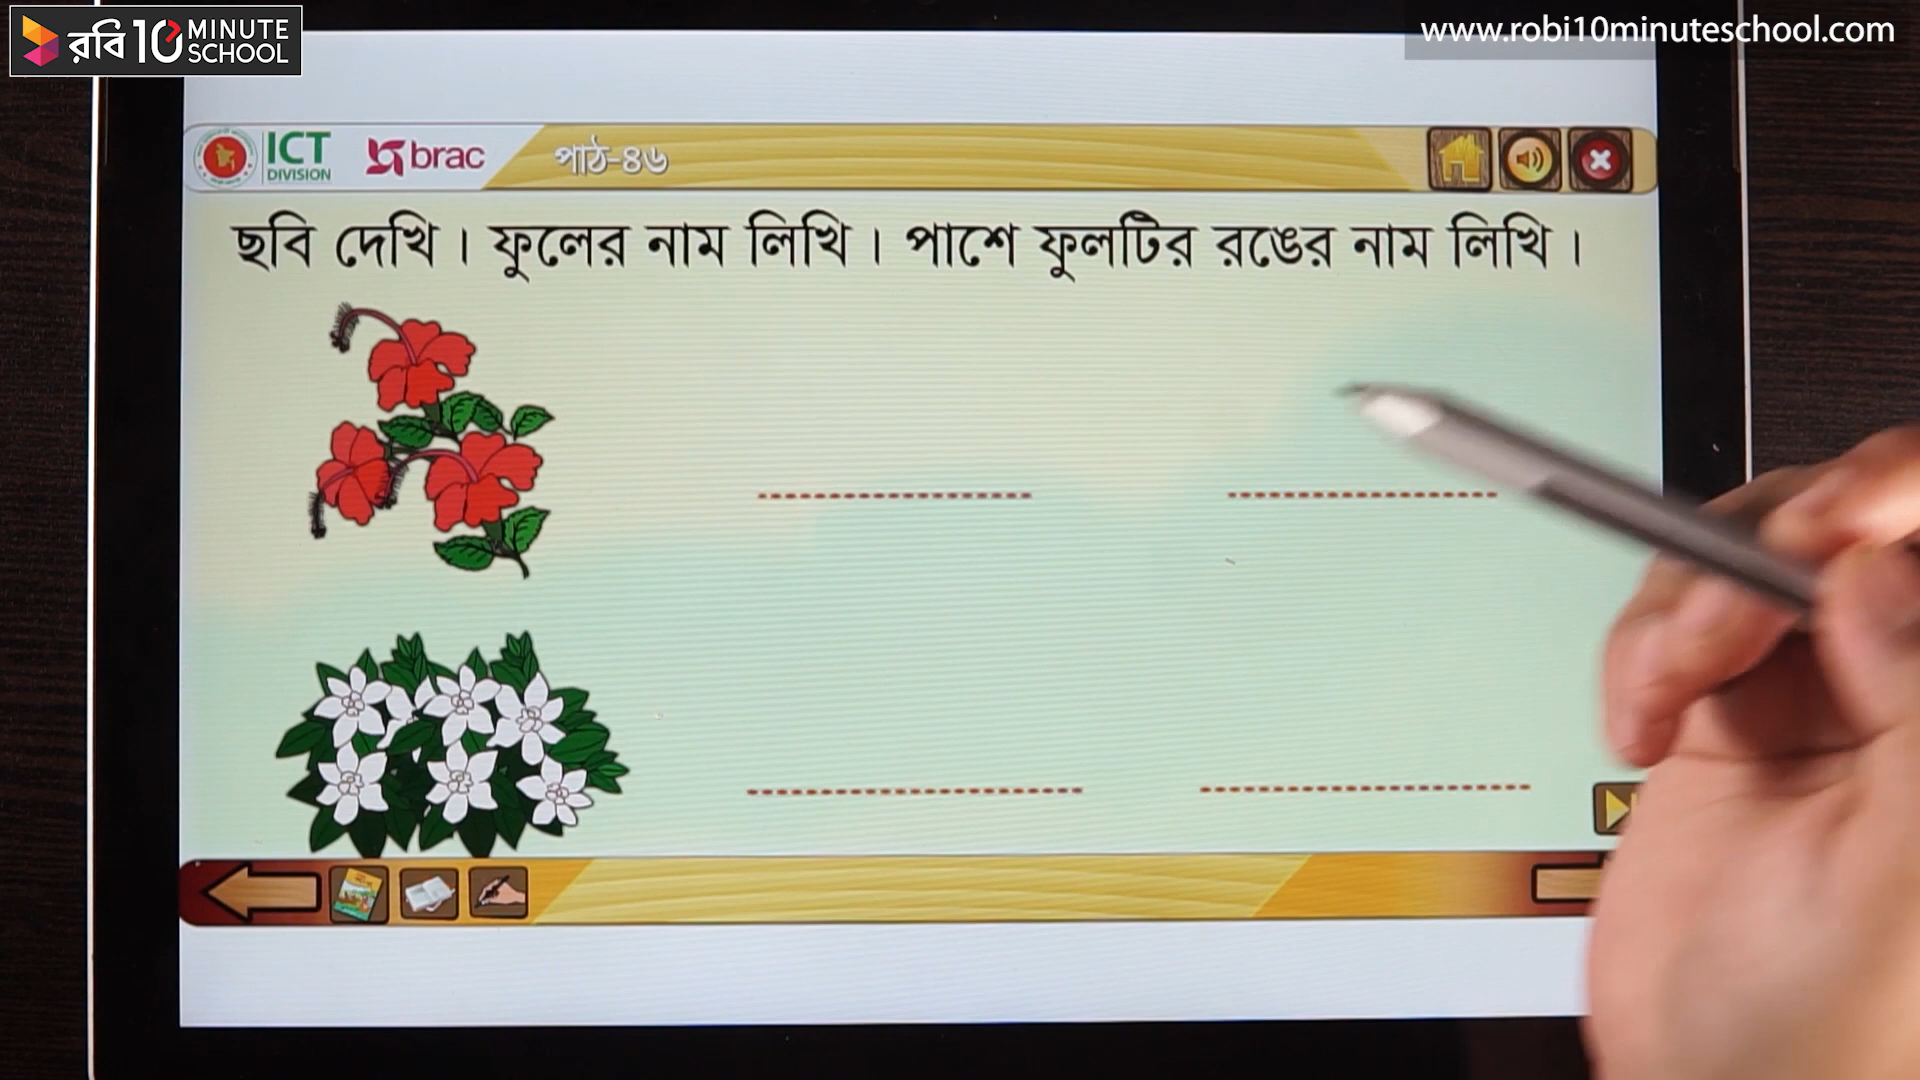 রবি 10 MINUTE SCHOOL
www.robi10minuteschool.com
ICT DIVISION
brac
পাঠ-৪৬
ছবি দেখি। ফুলের নাম লিখি। পাশে ফুলটির রঙের নাম লিখি।